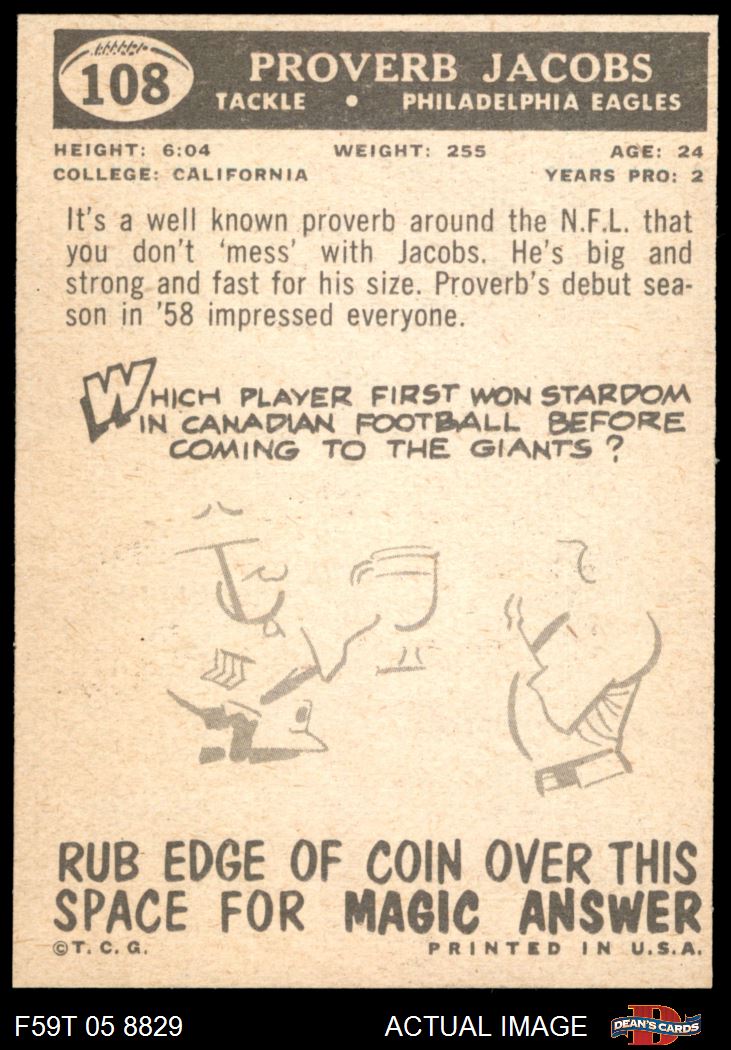 108
PROVERB JACOBS
TACKLE • PHILADELPHIA EAGLES
HEIGHT: 6:04 WEIGHT: 255 AGE: 24
COLLEGE: CALIFORNIA YEARS PRO: 2
It's a well known proverb around the N.F.L. that
you don't 'mess' with Jacobs. He's big and
strong and fast for his size. Proverb's debut sea-
son in '58 impressed everyone.
WHICH PLAYER FIRST WON STARDOM
IN CANADIAN FOOTBALL BEFORE
COMING TO THE GIANTS?
RUB EDGE OF COIN OVER THIS
SPACE FOR MAGIC ANSWER
©T.C.G. PRINTED IN U.S.A.
F59T 05 8829 ACTUAL IMAGE DEAN'S CARDS